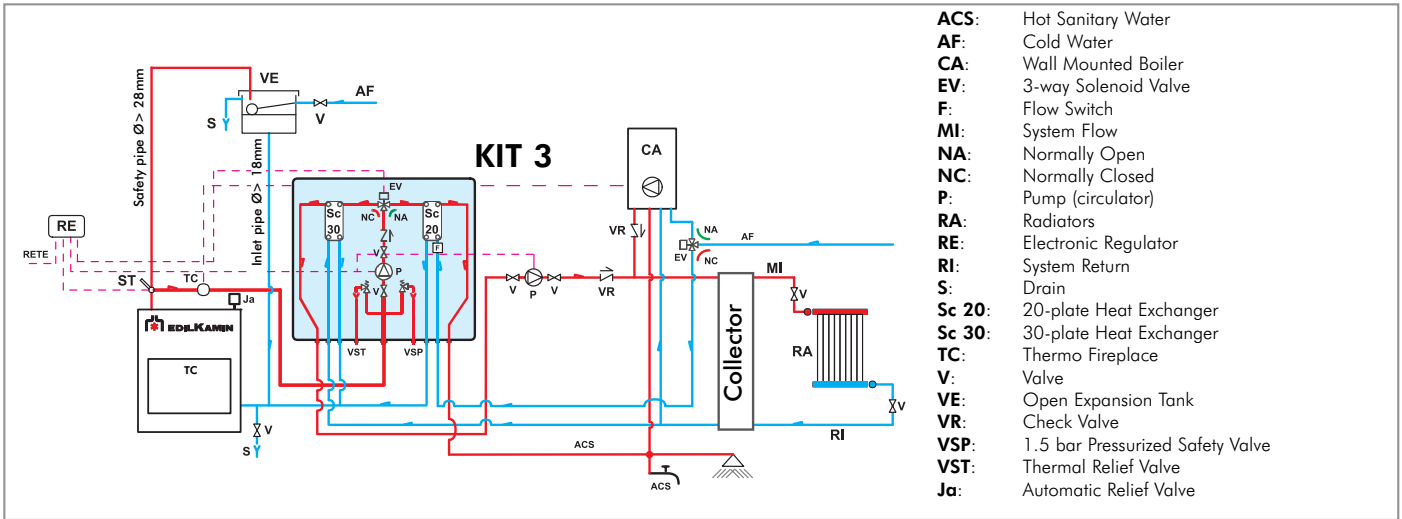 VE
AF
V
S
Safety pipe Ø> 28mm
Inlet pipe Ø> 18mm
RE
RETE
ST
TC
Ja
EDILKAMIN
TC
V
S
KIT 3
EV
Sc 30
NC
NA
Sc 20
F
V
P
V
VST
VSP
V
P
V
VR
CA
VR
NA
AF
EV
NC
MI
V
Collector
RA
V
RI
ACS
ACS
ACS: Hot Sanitary Water
AF: Cold Water
CA: Wall Mounted Boiler
EV: 3-way Solenoid Valve
F: Flow Switch
MI: System Flow
NA: Normally Open
NC: Normally Closed
P: Pump (circulator)
RA: Radiators
RE: Electronic Regulator
RI: System Return
S: Drain
Sc 20: 20-plate Heat Exchanger
Sc 30: 30-plate Heat Exchanger
TC: Thermo Fireplace
V: Valve
VE: Open Expansion Tank
VR: Check Valve
VSP: 1.5 bar Pressurized Safety Valve
VST: Thermal Relief Valve
Ja: Automatic Relief Valve